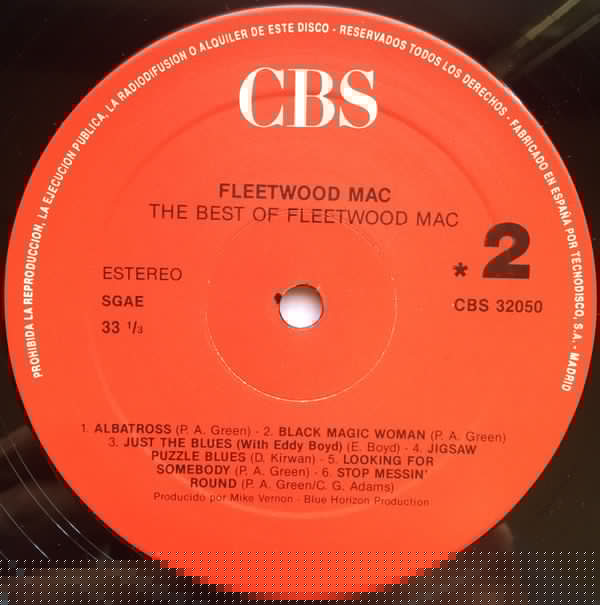 PROHIBIDA LA REPRODUCCION, LA EJECUCION PUBLICA, LA RADIODIFUSION O ALQUILER DE ESTE DISCO - RESERVADOS TODOS LOS DERECHOS - FABRICADO EN ESPAÑA POR TECNODISCO, S.A. - MADRID
CBS
FLEETWOOD MAC
THE BEST OF FLEETWOOD MAC
ESTEREO
* 2
SGAE
CBS 32050
33 1/3
1. ALBATROSS (P. A. Green) - 2. BLACK MAGIC WOMAN (P. A. Green)
3. JUST THE BLUES (With Eddy Boyd) (E. Boyd) - 4. JIGSAW
PUZZLE BLUES (D. Kirwan) - 5. LOOKING FOR
SOMEBODY (P. A. Green) - 6. STOP MESSIN'
ROUND (P. A. Green/C. G. Adams)
Producido por Mike Vernon - Blue Horizon Production